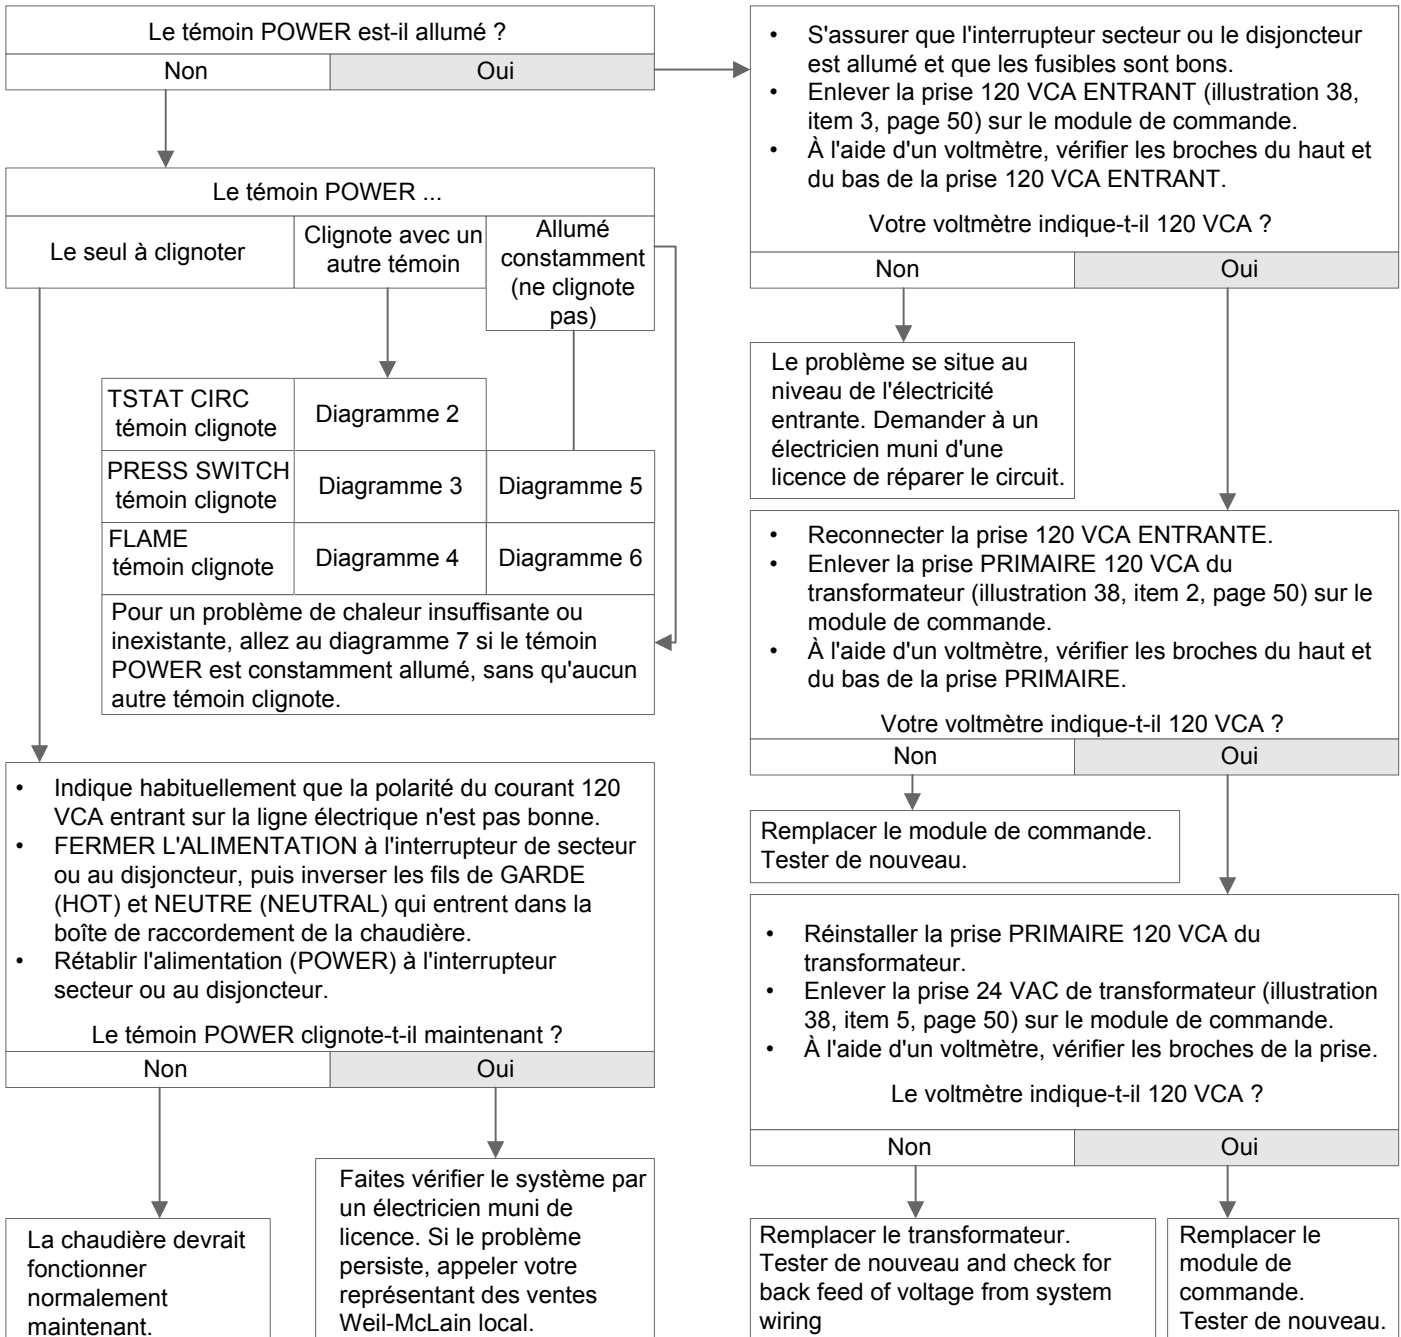 Le témoin POWER est-il allumé ?
Non
Oui
Le témoin POWER ...
Le seul à clignoter
Clignote avec un
autre témoin
Allumé
constamment
(ne clignote
pas)
TSTAT CIRC
témoin clignote
Diagramme 2
PRESS SWITCH
témoin clignote
Diagramme 3
Diagramme 5
FLAME
témoin clignote
Diagramme 4
Diagramme 6
Pour un problème de chaleur insuffisante ou
inexistante, allez au diagramme 7 si le témoin
POWER est constamment allumé, sans qu'aucun
autre témoin clignote.
• Indique habituellement que la polarité du courant 120
VCA entrant sur la ligne électrique n'est pas bonne.
• FERMER L'ALIMENTATION à l'interrupteur de secteur
ou au disjoncteur, puis inverser les fils de GARDE
(HOT) et NEUTRE (NEUTRAL) qui entrent dans la
boîte de raccordement de la chaudière.
• Rétablir l'alimentation (POWER) à l'interrupteur
secteur ou au disjoncteur.
Le témoin POWER clignote-t-il maintenant ?
Non
Oui
La chaudière devrait
fonctionner
normalement
maintenant.
Faites vérifier le système par
un électricien muni de
licence. Si le problème
persiste, appeler votre
représentant des ventes
Weil-McLain local.
• S'assurer que l'interrupteur secteur ou le disjoncteur
est allumé et que les fusibles sont bons.
• Enlever la prise 120 VCA ENTRANT (illustration 38,
item 3, page 50) sur le module de commande.
• À l'aide d'un voltmètre, vérifier les broches du haut et
du bas de la prise 120 VCA ENTRANT.
Votre voltmètre indique-t-il 120 VCA ?
Non
Oui
Le problème se situe au
niveau de l'électricité
entrante. Demander à un
électricien muni d'une
licence de réparer le circuit.
• Reconnecter la prise 120 VCA ENTRANTE.
• Enlever la prise PRIMAIRE 120 VCA du
transformateur (illustration 38, item 2, page 50) sur le
module de commande.
• À l'aide d'un voltmètre, vérifier les broches du haut et
du bas de la prise PRIMAIRE.
Votre voltmètre indique-t-il 120 VCA ?
Non
Oui
Remplacer le module de commande.
Tester de nouveau.
• Réinstaller la prise PRIMAIRE 120 VCA du
transformateur.
• Enlever la prise 24 VAC de transformateur (illustration
38, item 5, page 50) sur le module de commande.
• À l'aide d'un voltmètre, vérifier les broches de la prise.
Le voltmètre indique-t-il 120 VCA ?
Non
Oui
Remplacer le transformateur.
Tester de nouveau and check for
back feed of voltage from system
wiring
Remplacer le
module de
commande.
Tester de nouveau.